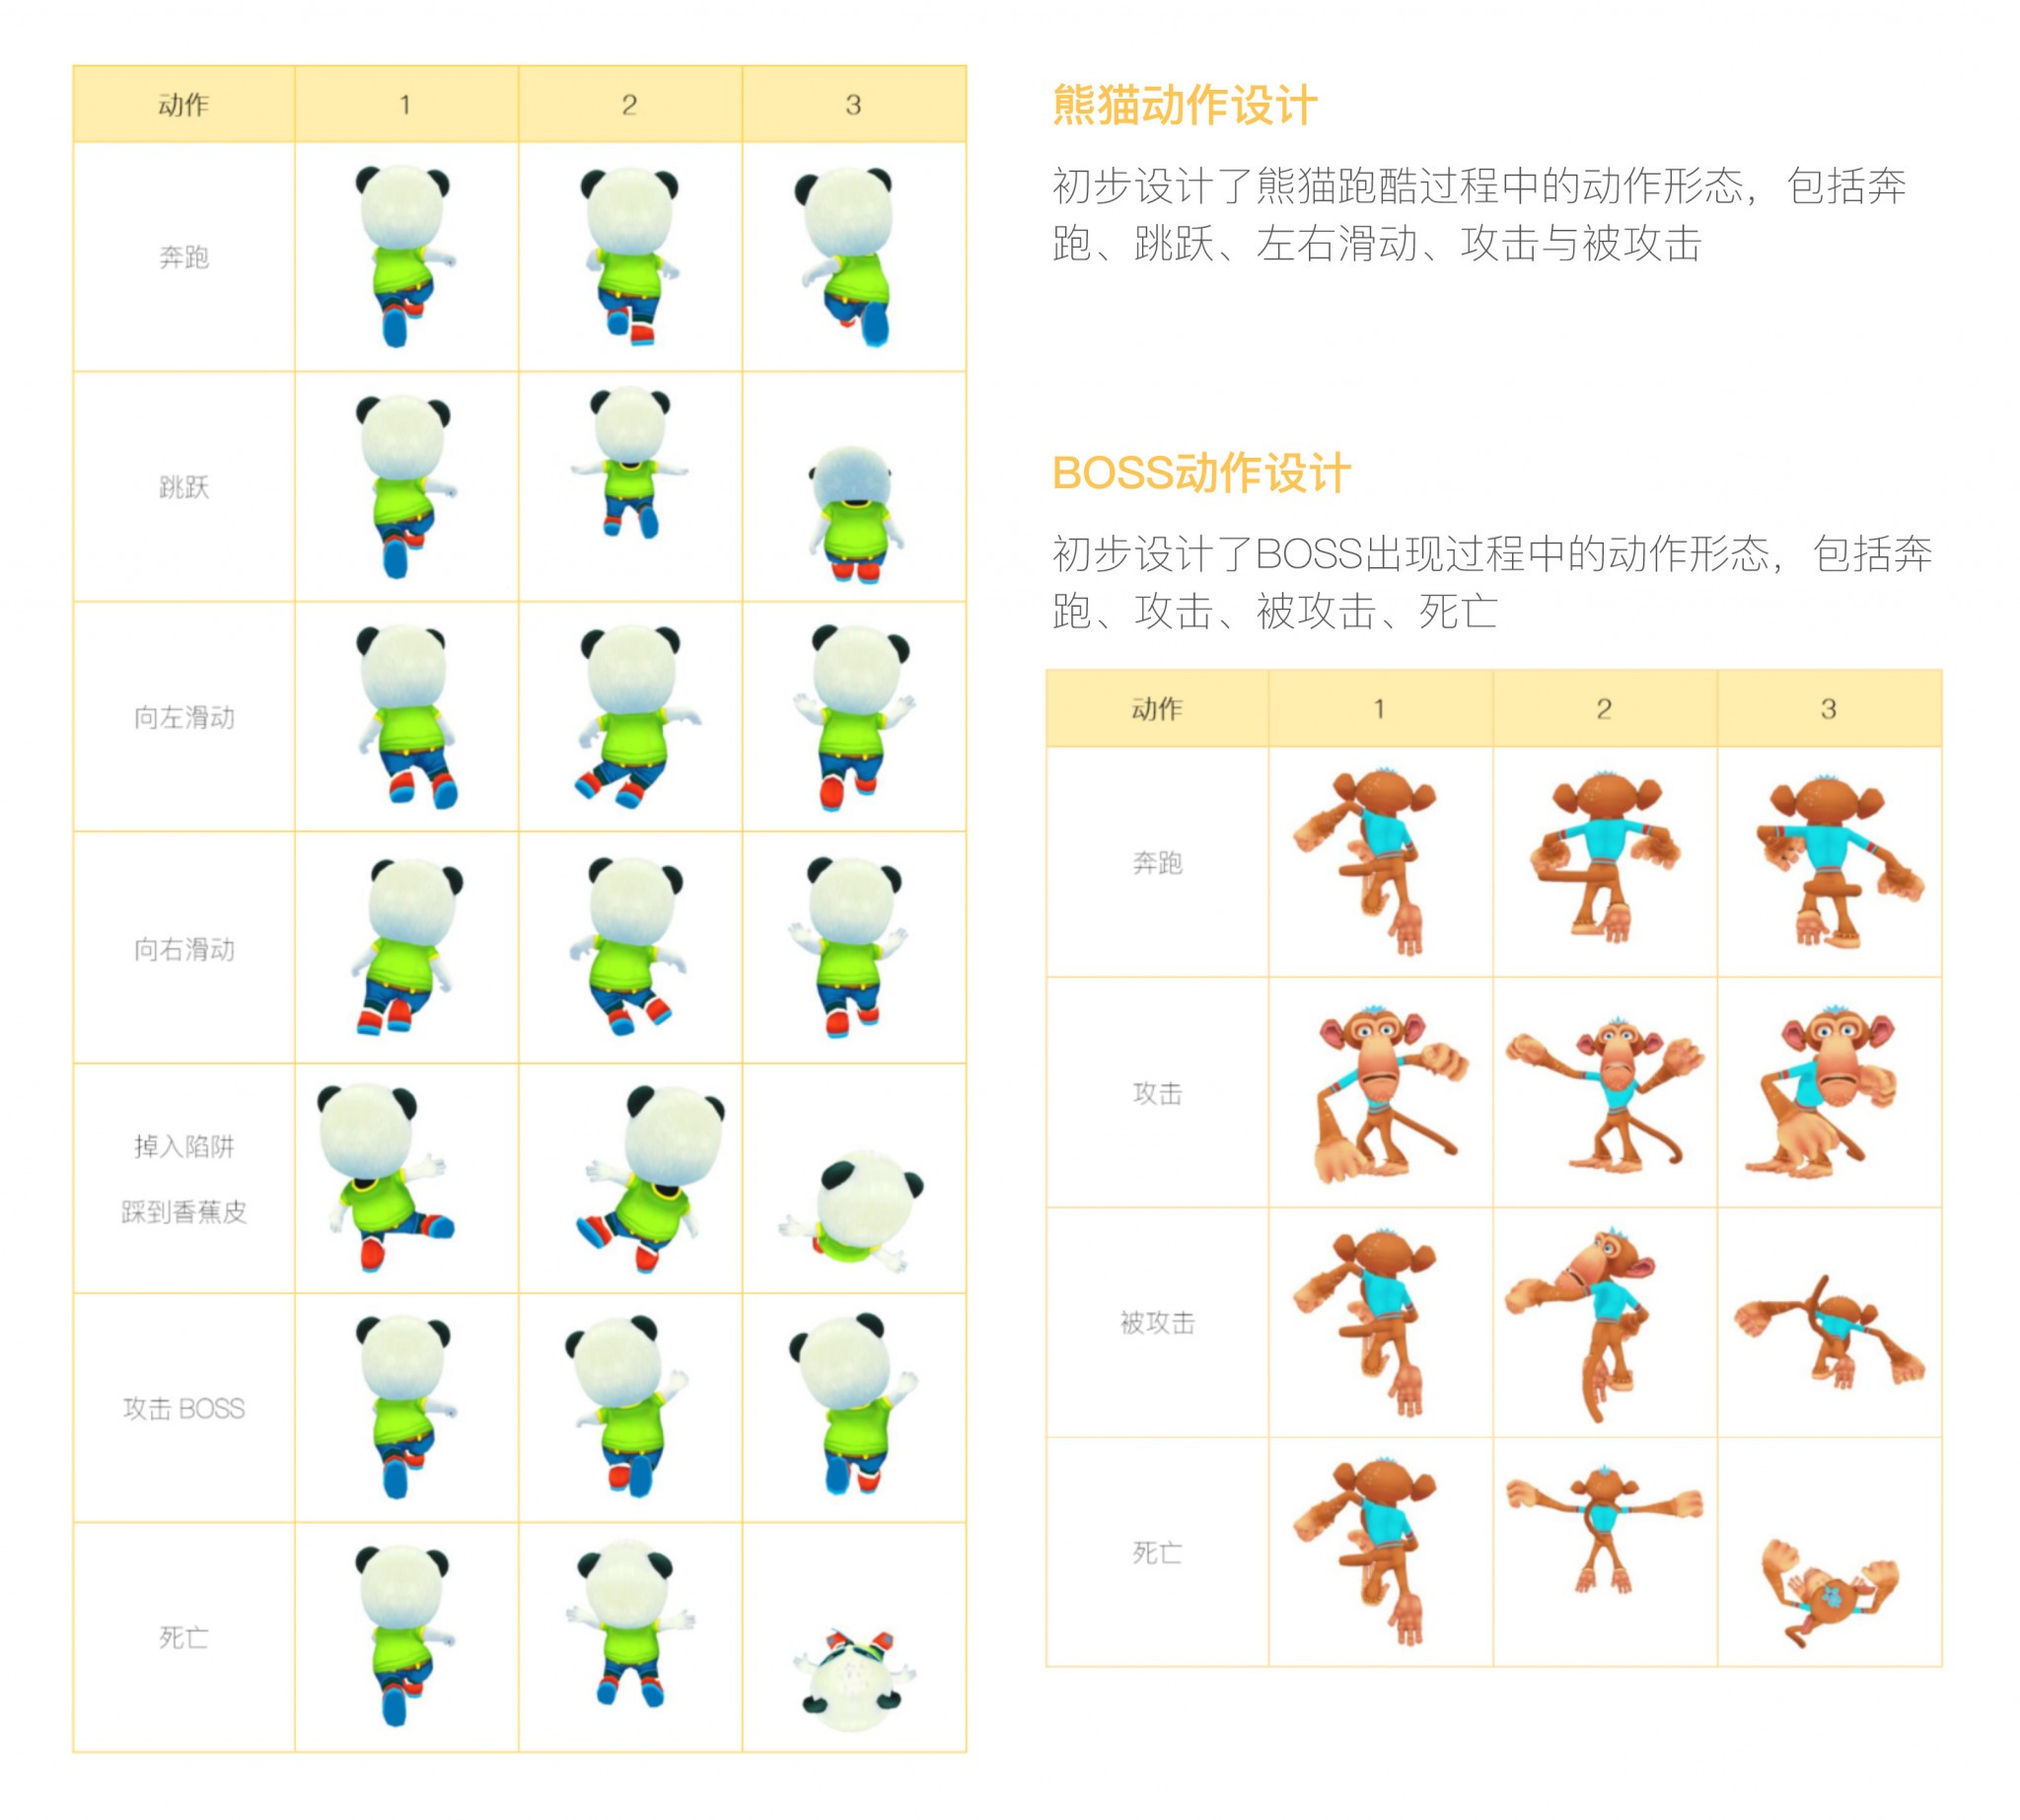 动作 1 2 3
奔跑
跳跃
向左滑动
向右滑动
掉入陷阱
踩到香蕉皮
攻击 BOSS
死亡
熊猫动作设计
初步设计了熊猫跑酷过程中的动作形态，包括奔
跑、跳跃、左右滑动、攻击与被攻击
BOSS动作设计
初步设计了BOSS出现过程中的动作形态，包括奔
跑、攻击、被攻击、死亡
动作 1 2 3
奔跑
攻击
被攻击
死亡